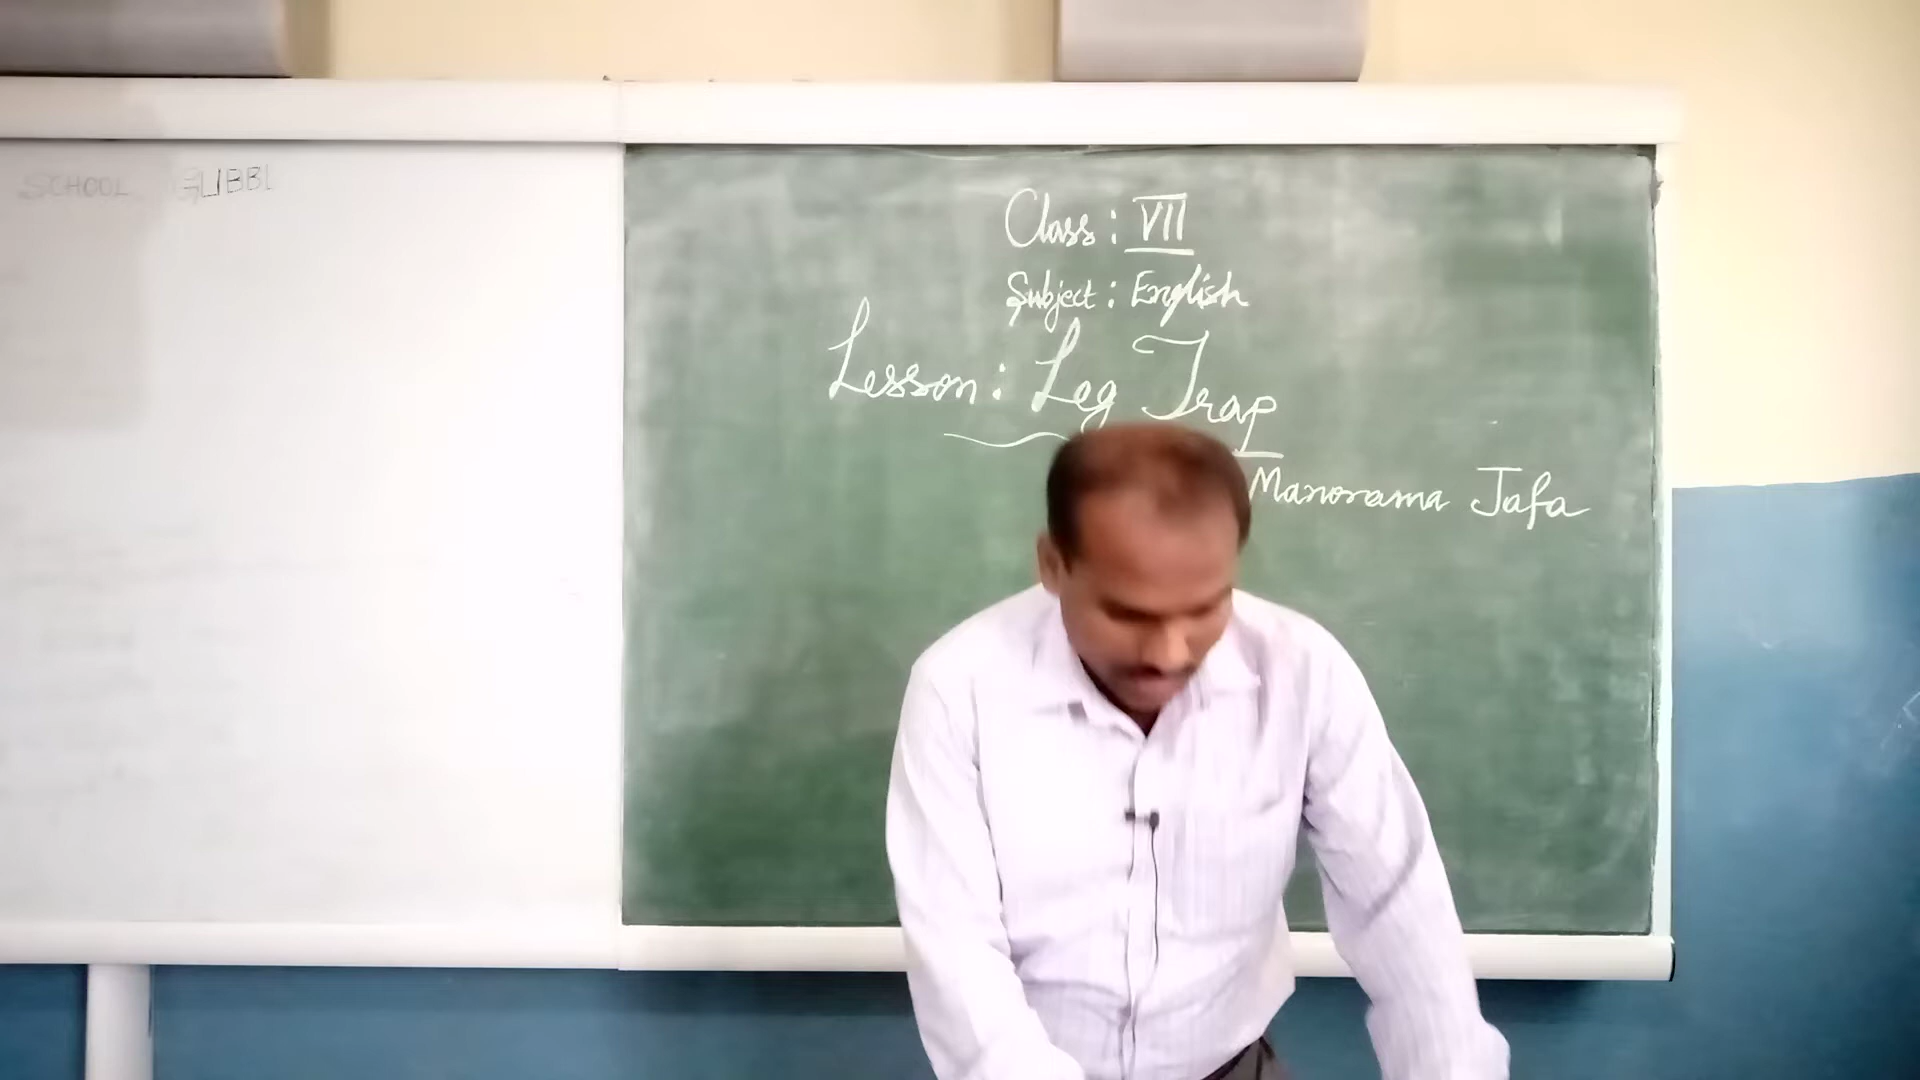 SCHOOL
Class : VII
Subject : English
Lesson : Leg Trap
Manorama Jafa